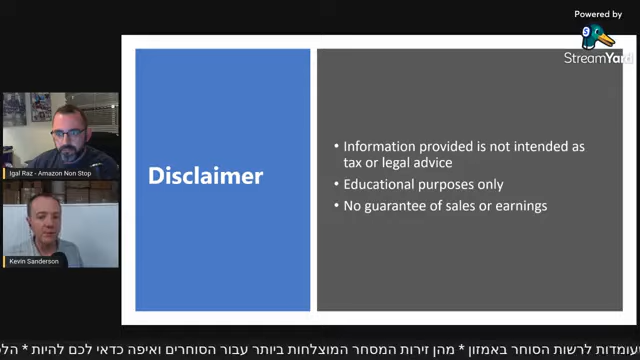 Powered by
StreamYard
Disclaimer
• Information provided is not intended as
tax or legal advice
• Educational purposes only
• No guarantee of sales or earnings
Igal Raz - Amazon Non Stop
Kevin Sanderson
עומדות לרשות הסוחר באמזון * מהן זירות המסחר המוצלחות ביותר עבור הסוחרים ואיפה כדאי לכם להיות *